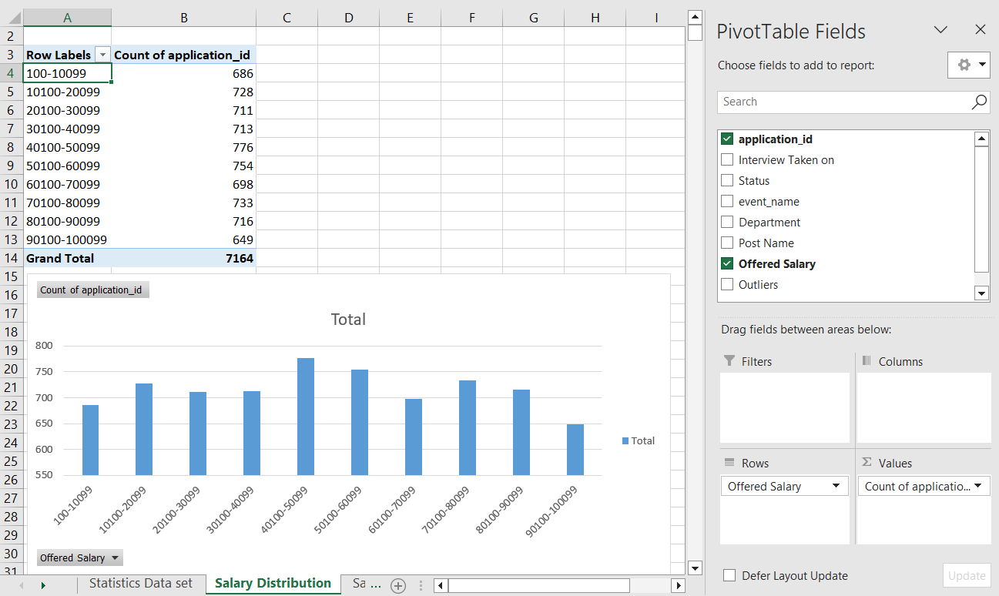 A B C D E F G H I
2
3 Row Labels Count of application_id
4 100-10099 686
5 10100-20099 728
6 20100-30099 711
7 30100-40099 713
8 40100-50099 776
9 50100-60099 754
10 60100-70099 698
11 70100-80099 733
12 80100-90099 716
13 90100-100099 649
14 Grand Total 7164
15
16
17
18
19
20
21
22
23
24
25
26
27
28
29
30
31
Count of application_id
Total
800
750
700
650
600
550
100-10099
10100-20099
20100-30099
30100-40099
40100-50099
50100-60099
60100-70099
70100-80099
80100-90099
90100-100099
Total
Offered Salary
Statistics Data set Salary Distribution Sa ...
PivotTable Fields
Choose fields to add to report:
Search
application_id
Interview Taken on
Status
event_name
Department
Post Name
Offered Salary
Outliers
Drag fields between areas below:
Filters Columns
Rows Σ Values
Offered Salary Count of applicatio...
Defer Layout Update Update